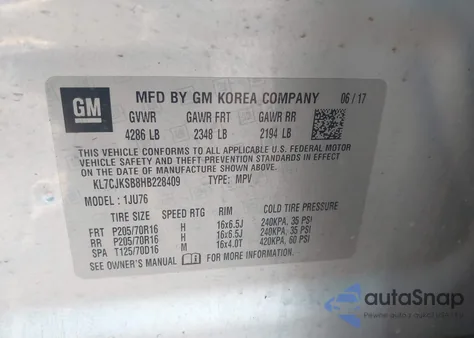 GM
MFD BY GM KOREA COMPANY 06/17
GVWR GAWR FRT GAWR RR
4286 LB 2348 LB 2194 LB
THIS VEHICLE CONFORMS TO ALL APPLICABLE U.S. FEDERAL MOTOR
VEHICLE SAFETY AND THEFT PREVENTION STANDARDS IN EFFECT
ON THE DATE OF MANUFACTURE SHOWN ABOVE.
KL7CJKSB8HB228409 TYPE: MPV
MODEL: 1JU76
TIRE SIZE SPEED RTG RIM COLD TIRE PRESSURE
FRT P205/70R16 H 16x6.5J 240KPA, 35 PSI
RR P205/70R16 H 16x6.5J 240KPA, 35 PSI
SPA T125/70D16 M 16x4.0T 420KPA, 60 PSI
SEE OWNER'S MANUAL FOR MORE INFORMATION.
autoSnap
Pewne auto z